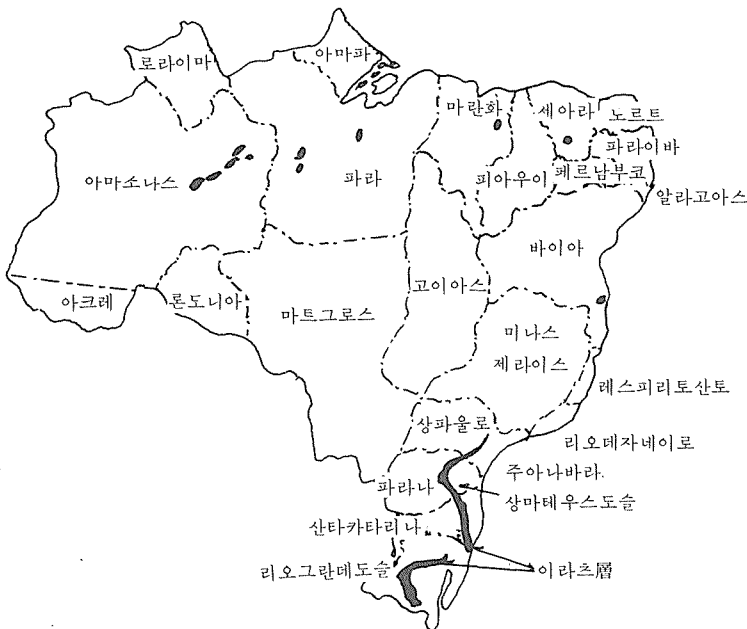 아마파
로라이마
마란화
세아라
노르트
파라이바
아마소나스
파라
피아우이
페르남부코
알라고아스
바이아
아크레
론도니아
고이아스
마트그로스
미나스
제라이스
레스피리토산토
상파울로
리오데자네이로
파라나
주아나바라
상마테우스도슬
산타카타리나
리오그란데도슬
이라츠層